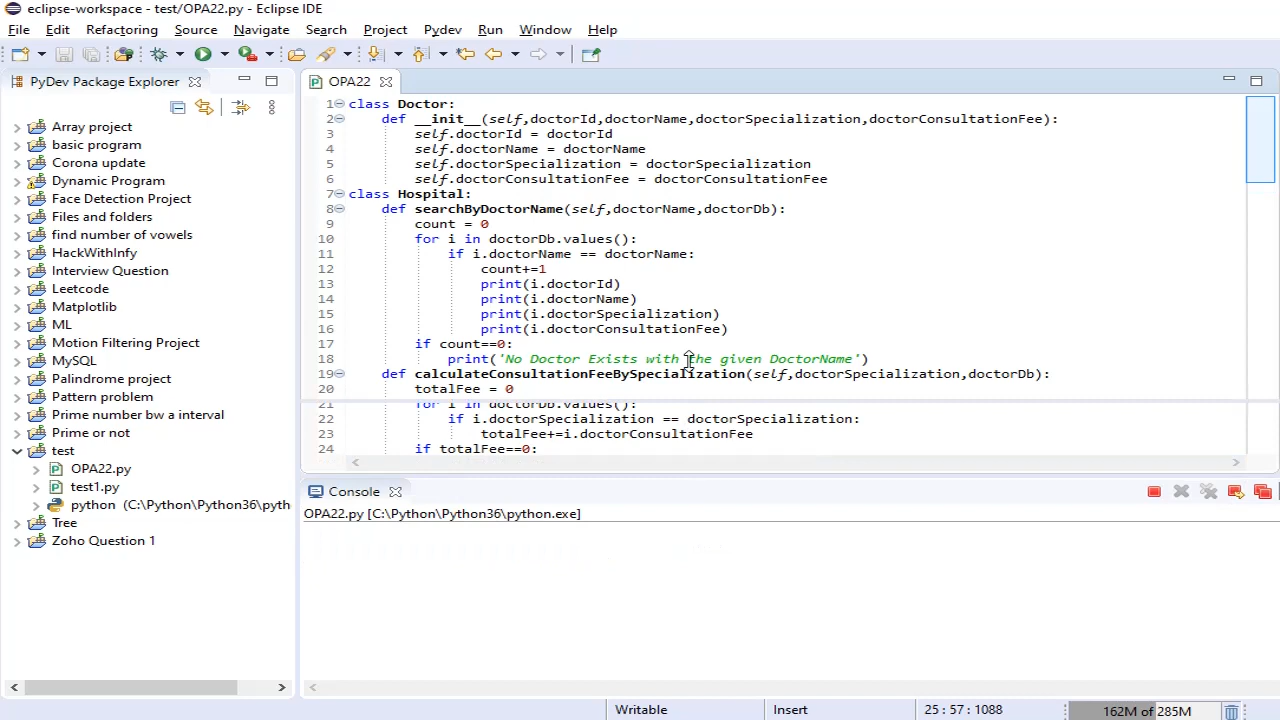 eclipse-workspace - test/OPA22.py - Eclipse IDE
File Edit Refactoring Source Navigate Search Project Pydev Run Window Help
PyDev Package Explorer
Array project
basic program
Corona update
Dynamic Program
Face Detection Project
Files and folders
find number of vowels
HackWithInfy
Interview Question
Leetcode
Matplotlib
ML
Motion Filtering Project
MySQL
Palindrome project
Pattern problem
Prime number bw a interval
Prime or not
test
OPA22.py
test1.py
python (C:\Python\Python36\pyth
Tree
Zoho Question 1
OPA22
1 class Doctor:
2 def __init__(self,doctorId,doctorName,doctorSpecialization,doctorConsultationFee):
3 self.doctorId = doctorId
4 self.doctorName = doctorName
5 self.doctorSpecialization = doctorSpecialization
6 self.doctorConsultationFee = doctorConsultationFee
7 class Hospital:
8 def searchByDoctorName(self,doctorName,doctorDb):
9 count = 0
10 for i in doctorDb.values():
11 if i.doctorName == doctorName:
12 count+=1
13 print(i.doctorId)
14 print(i.doctorName)
15 print(i.doctorSpecialization)
16 print(i.doctorConsultationFee)
17 if count==0:
18 print('No Doctor Exists with the given DoctorName')
19 def calculateConsultationFeeBySpecialization(self,doctorSpecialization,doctorDb):
20 totalFee = 0
21 for i in doctorDb.values():
22 if i.doctorSpecialization == doctorSpecialization:
23 totalFee+=i.doctorConsultationFee
24 if totalFee==0:
Console
OPA22.py [C:\Python\Python36\python.exe]
Writable Insert 25 : 57 : 1088 162M of 285M